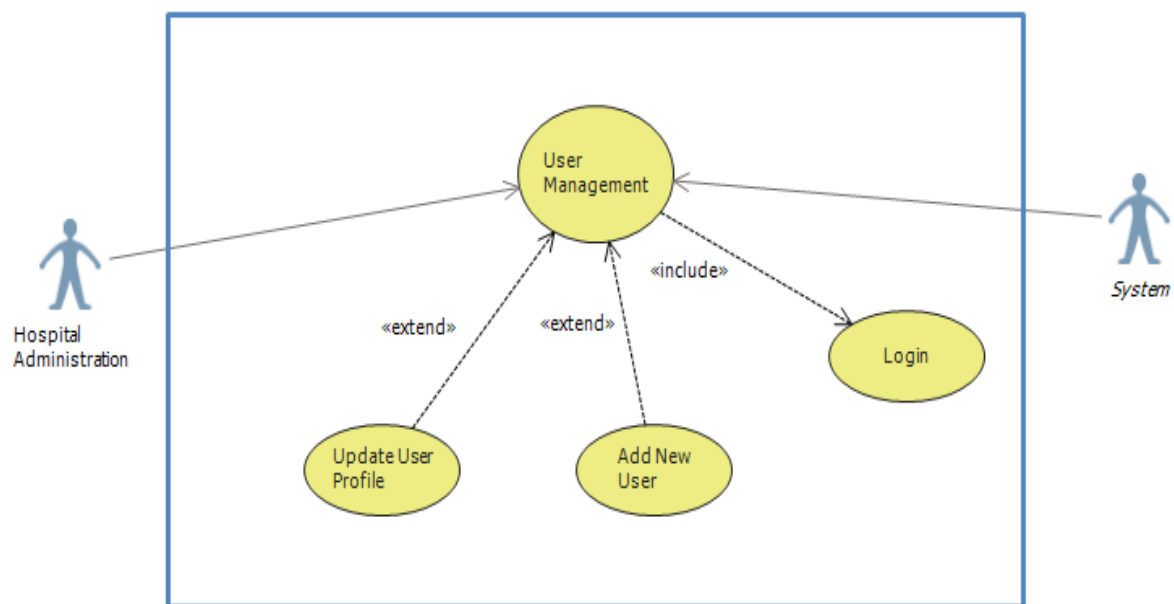 User
Management
«include»
System
«extend»
«extend»
Hospital
Administration
Login
Update User
Profile
Add New
User